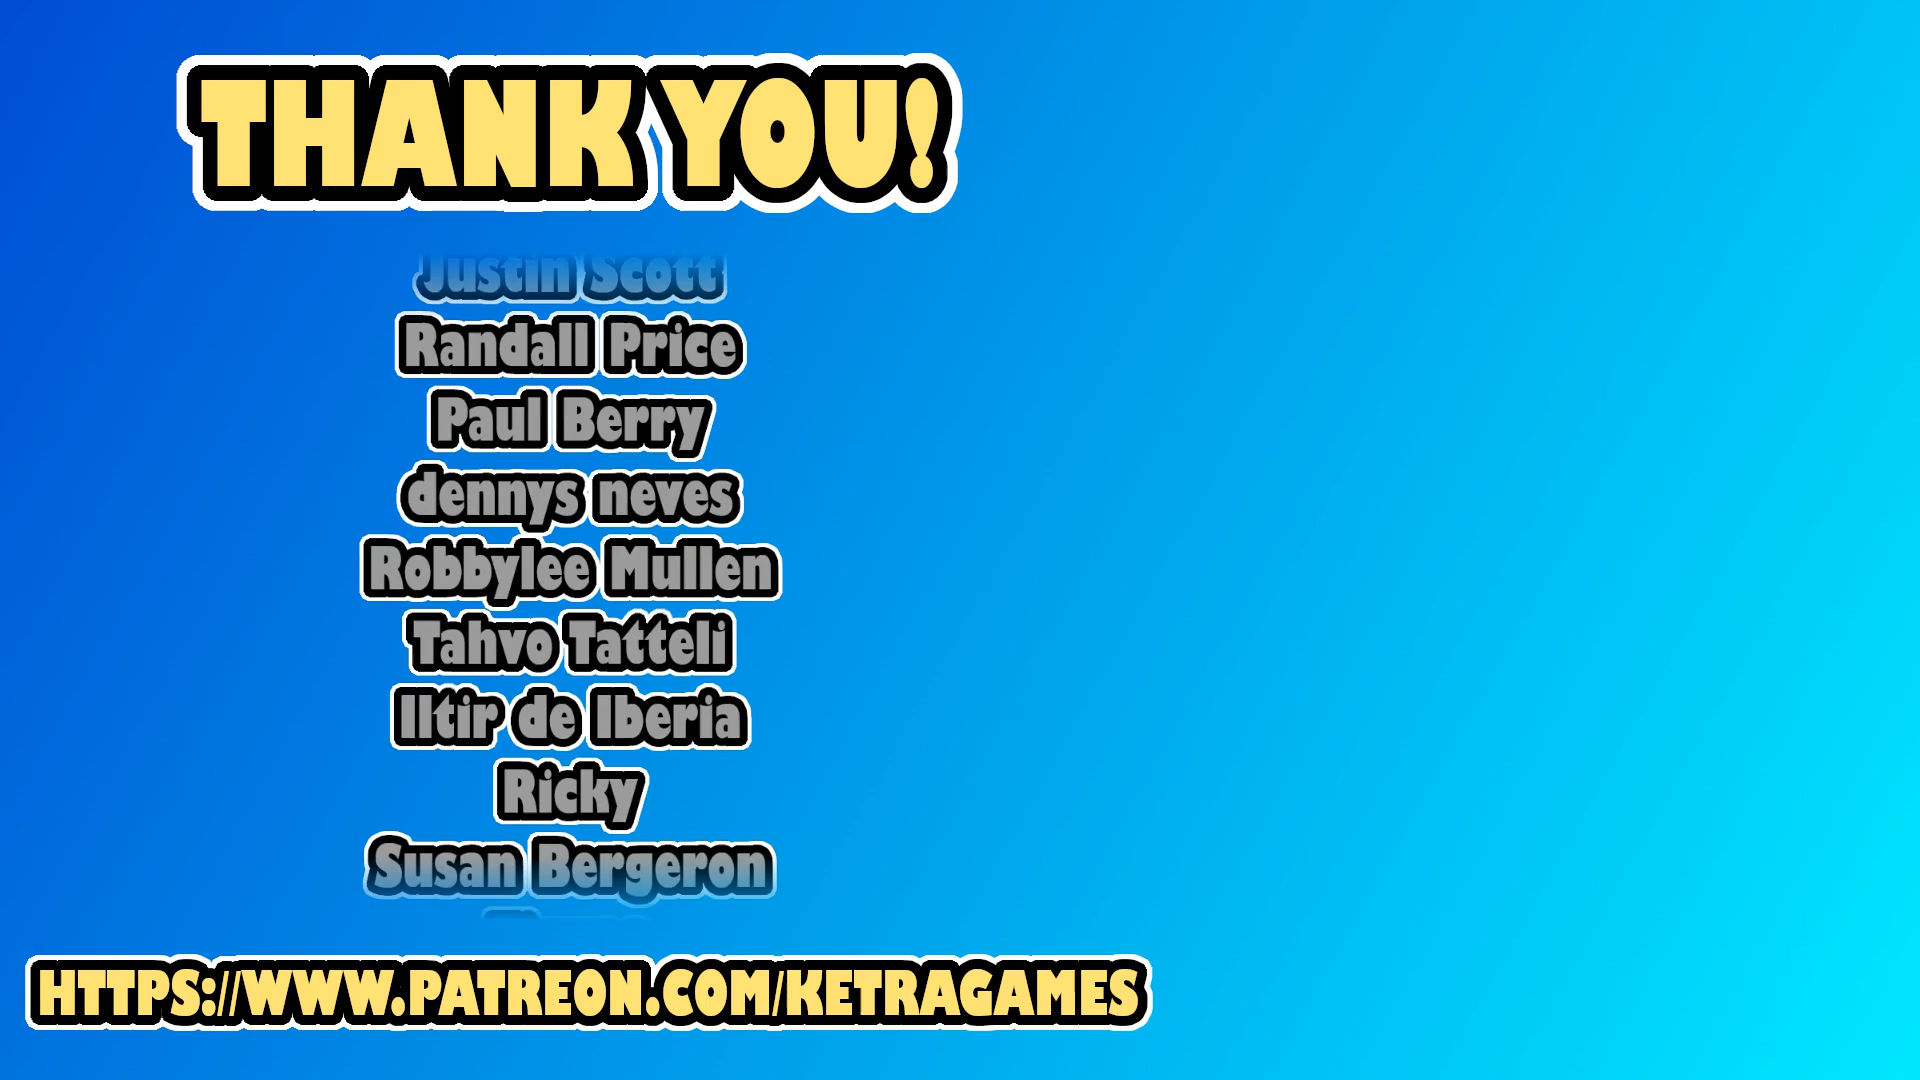 THANK YOU!
Justin Scott
Randall Price
Paul Berry
dennys neves
Robbylee Mullen
Tahvo Tatteli
Iltir de Iberia
Ricky
Susan Bergeron
HTTPS://WWW.PATREON.COM/KETRAGAMES